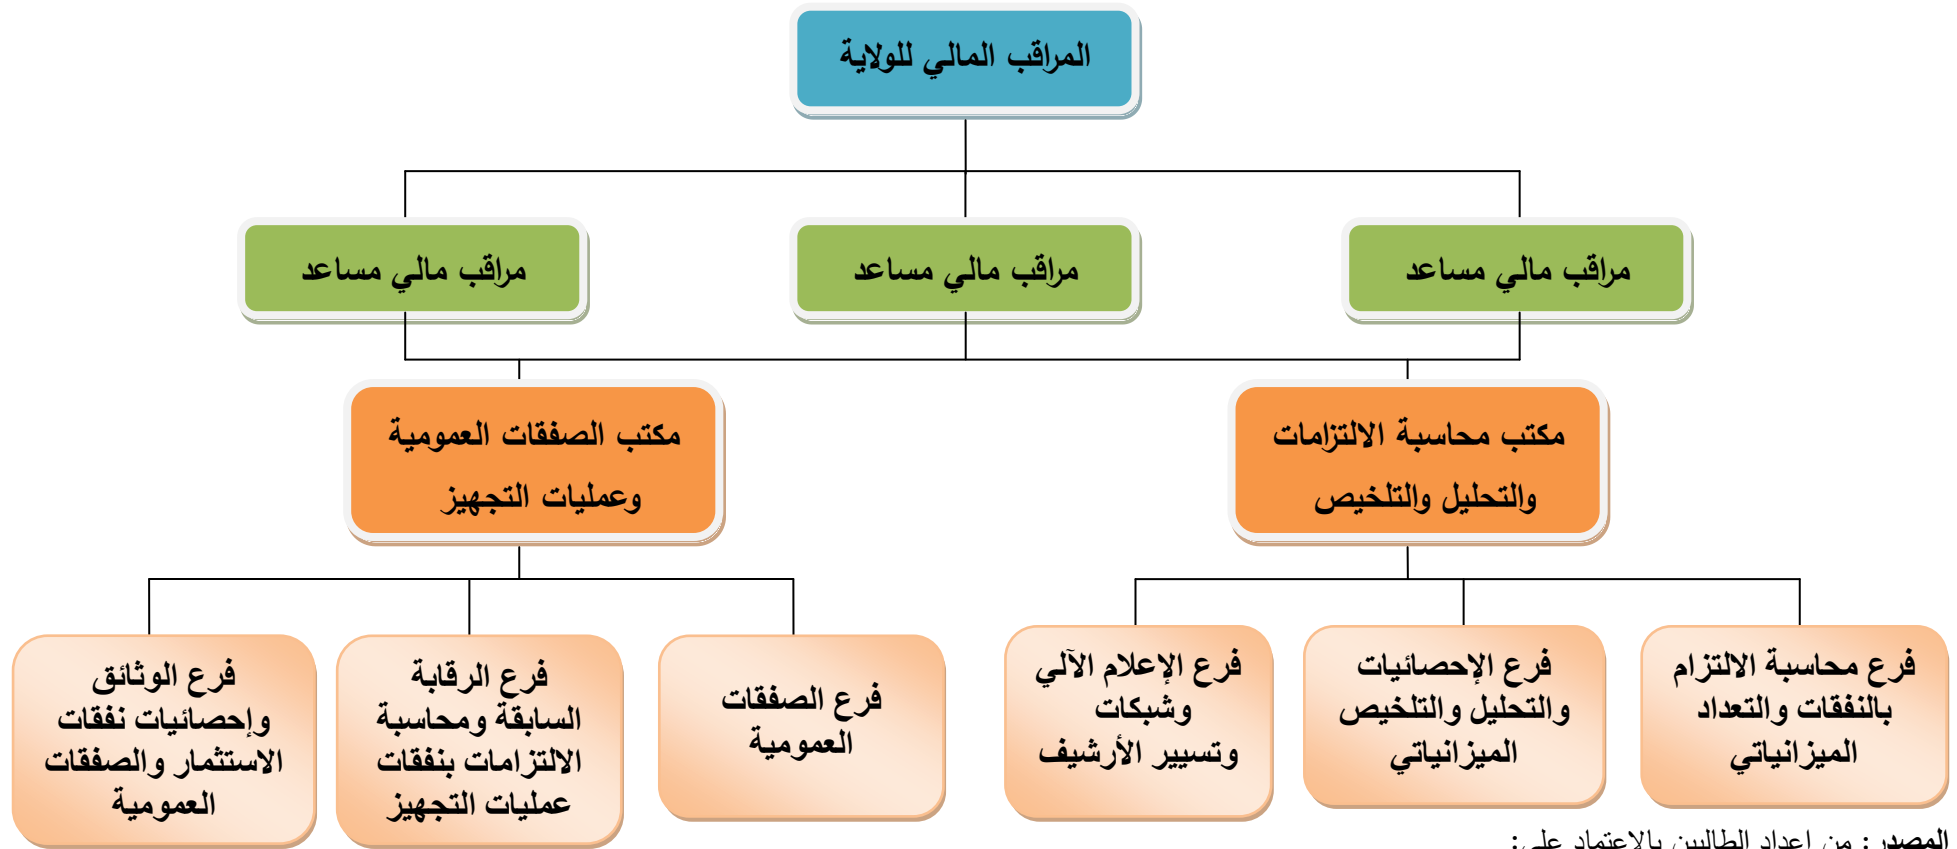 المراقب المالي للولاية
مراقب مالي مساعد
مراقب مالي مساعد
مراقب مالي مساعد
مكتب محاسبة الالتزامات
والتحليل والتلخيص
مكتب الصفقات العمومية
وعمليات التجهيز
فرع محاسبة الالتزام
بالنفقات والتعداد
الميزانياتي
فرع الإحصائيات
والتحليل والتلخيص
الميزانياتي
فرع الإعلام الآلي
وشبكات
وتسيير الأرشيف
فرع الصفقات
العمومية
فرع الرقابة
السابقة ومحاسبة
الالتزامات بنفقات
عمليات التجهيز
فرع الوثائق
وإحصائيات نفقات
الاستثمار والصفقات
العمومية
المصدر: من إعداد الطالبين بالاعتماد على: